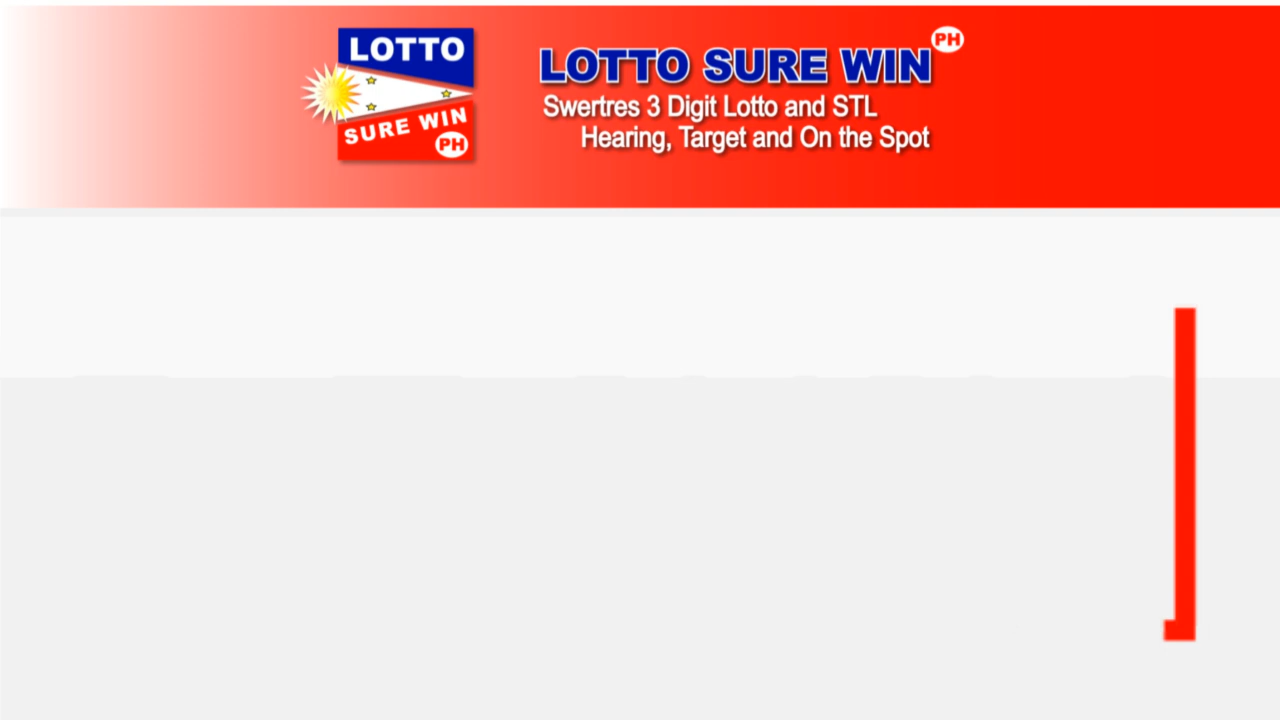 LOTTO
SURE WIN
PH
LOTTO SURE WIN PH
Swertres 3 Digit Lotto and STL
Hearing, Target and On the Spot